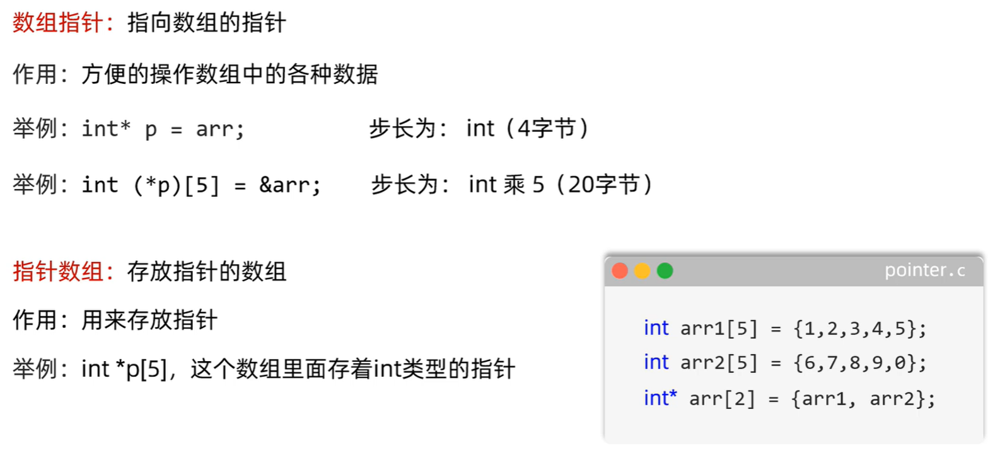 数组指针：指向数组的指针
作用：方便的操作数组中的各种数据
举例：int* p = arr; 步长为： int（4字节）
举例：int (*p)[5] = &arr; 步长为： int 乘 5（20字节）
指针数组：存放指针的数组
作用：用来存放指针
举例：int *p[5]，这个数组里面存着int类型的指针
pointer.c
int arr1[5] = {1,2,3,4,5};
int arr2[5] = {6,7,8,9,0};
int* arr[2] = {arr1, arr2};